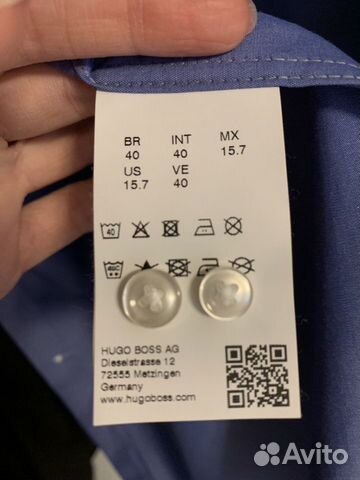 BR INT MX
40 40 15.7
US VE
15.7 40
40
40C
HUGO BOSS AG
Dieselstrasse 12
72555 Metzingen
Germany
www.hugoboss.com
Avito